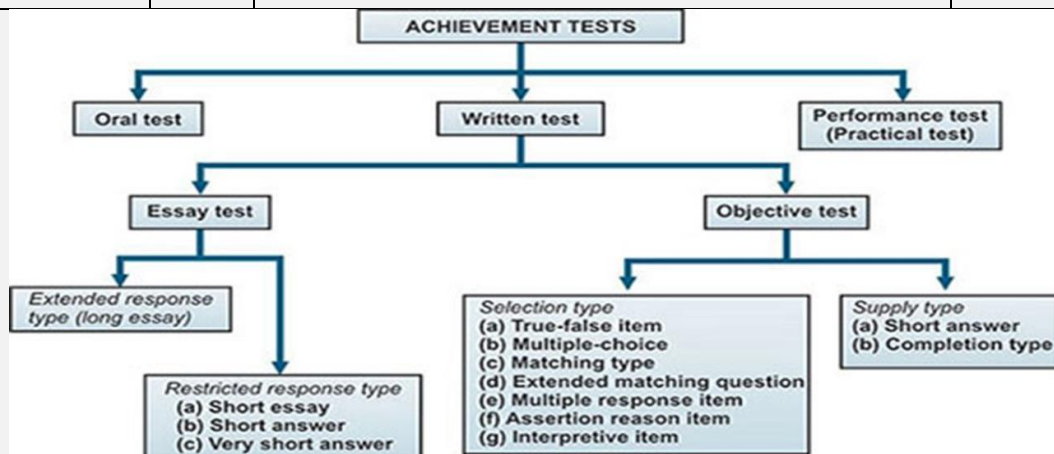 ACHIEVEMENT TESTS
Oral test
Written test
Performance test
(Practical test)
Essay test
Objective test
Extended response
type (long essay)
Restricted response type
(a) Short essay
(b) Short answer
(c) Very short answer
Selection type
(a) True-false item
(b) Multiple-choice
(c) Matching type
(d) Extended matching question
(e) Multiple response item
(f) Assertion reason item
(g) Interpretive item
Supply type
(a) Short answer
(b) Completion type